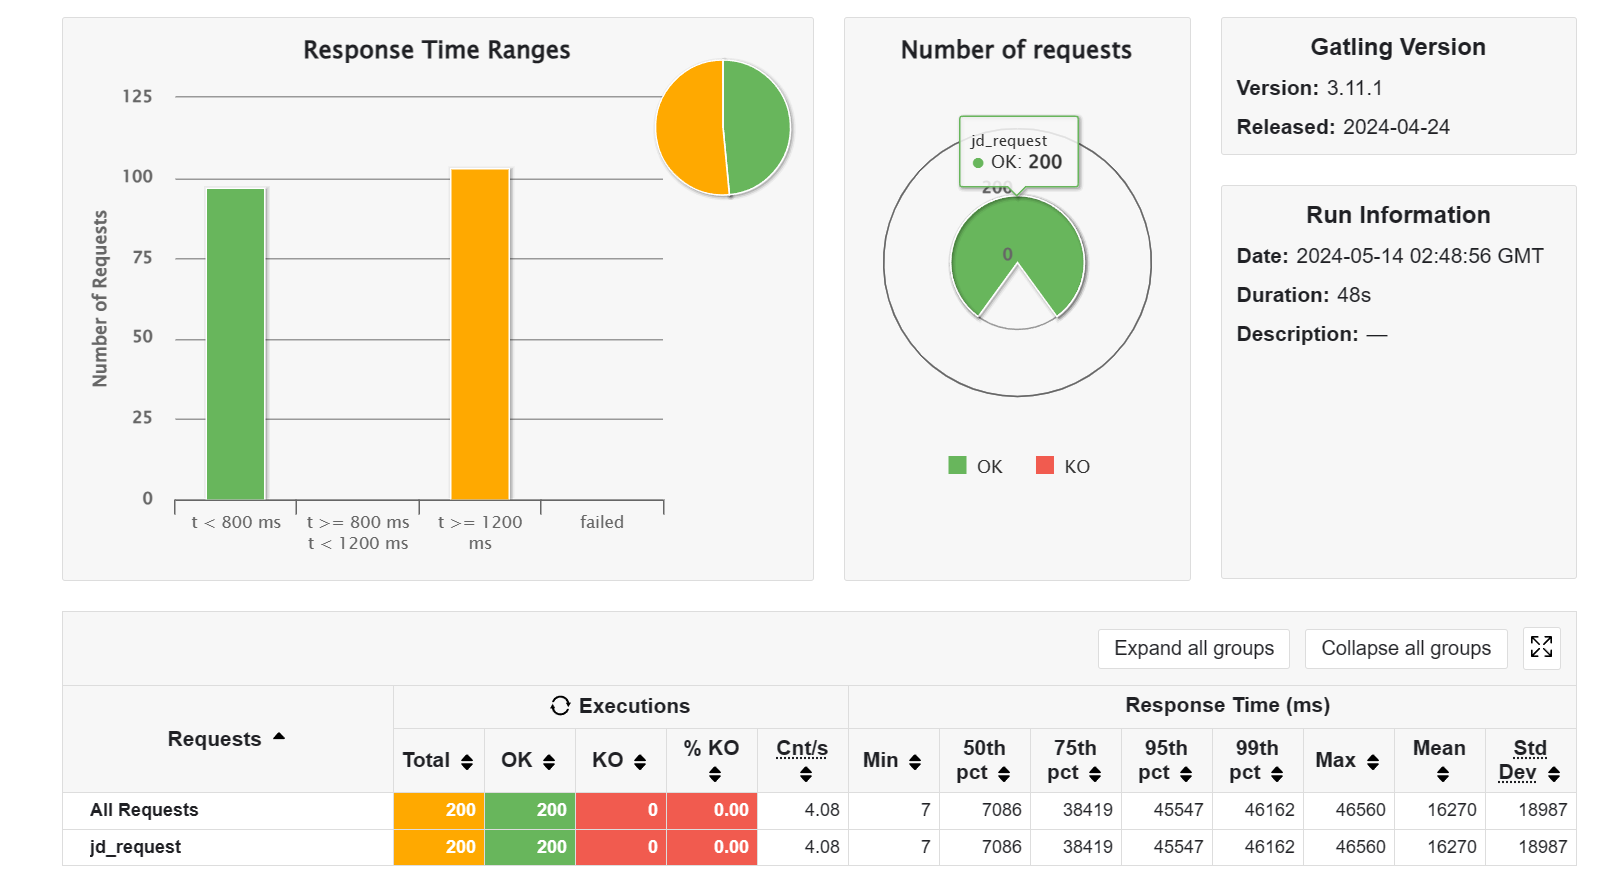 Response Time Ranges
125
100
75
50
25
0
Number of Requests
t < 800 ms
t >= 800 ms
t < 1200 ms
t >= 1200
ms
failed
Number of requests
jd_request
OK: 200
200
0
OK KO
Gatling Version
Version: 3.11.1
Released: 2024-04-24
Run Information
Date: 2024-05-14 02:48:56 GMT
Duration: 48s
Description: —
Expand all groups Collapse all groups
Requests Executions Response Time (ms)
Total OK KO % KO Cnt/s Min 50th pct 75th pct 95th pct 99th pct Max Mean Std Dev
All Requests 200 200 0 0.00 4.08 7 7086 38419 45547 46162 46560 16270 18987
jd_request 200 200 0 0.00 4.08 7 7086 38419 45547 46162 46560 16270 18987